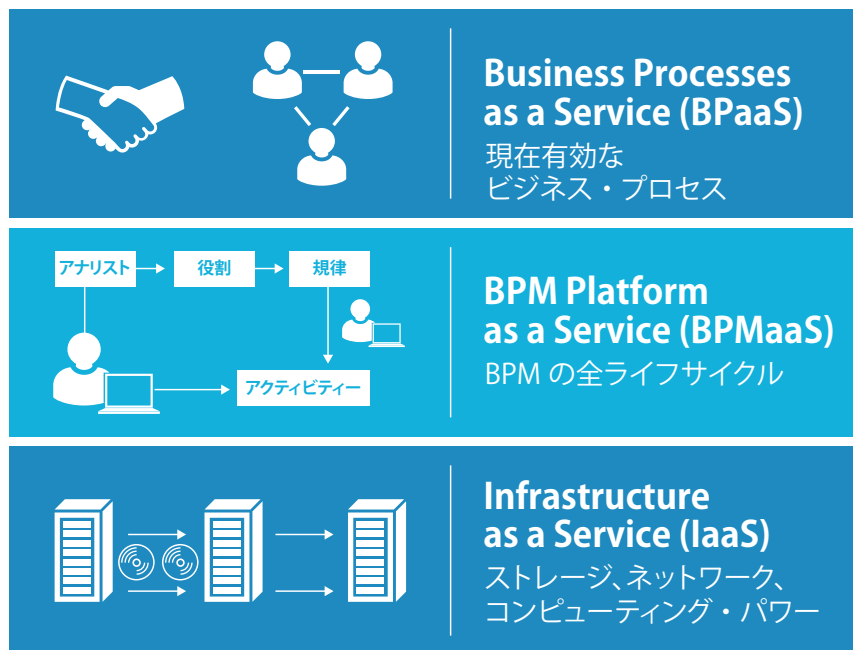 Business Processes
as a Service (BPaaS)
現在有効な
ビジネス・プロセス
アナリスト
役割
規律
アクティビティー
BPM Platform
as a Service (BPMaaS)
BPM の全ライフサイクル
Infrastructure
as a Service (IaaS)
ストレージ、ネットワーク、
コンピューティング・パワー